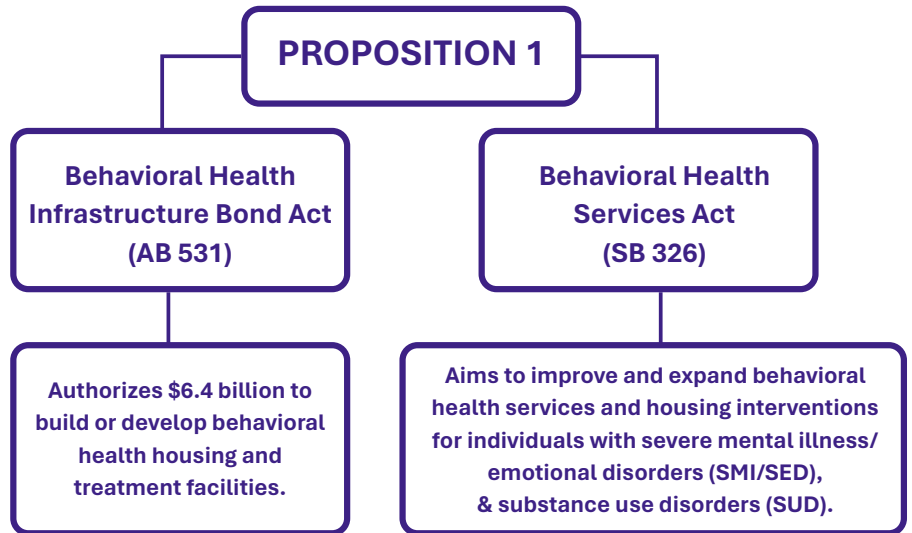 PROPOSITION 1
Behavioral Health
Infrastructure Bond Act
(AB 531)
Behavioral Health
Services Act
(SB 326)
Authorizes $6.4 billion to
build or develop behavioral
health housing and
treatment facilities.
Aims to improve and expand behavioral
health services and housing interventions
for individuals with severe mental illness/
emotional disorders (SMI/SED),
& substance use disorders (SUD).